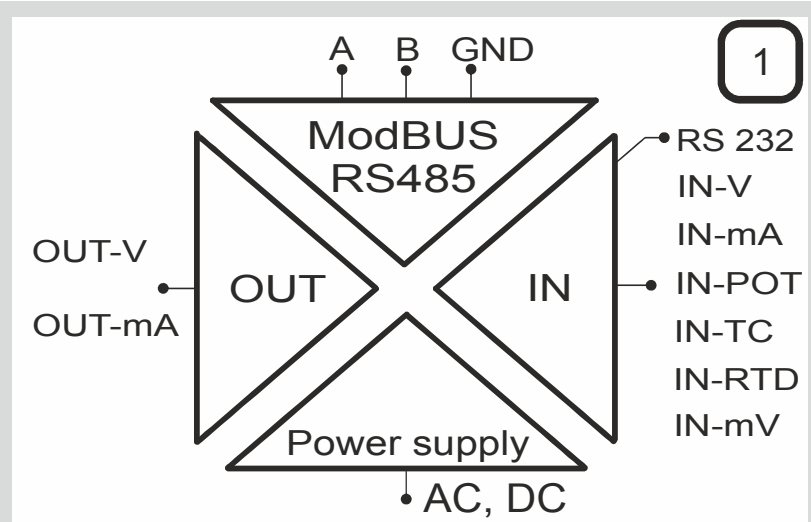 A B GND
1
ModBUS
RS485
RS 232
IN-V
IN-mA
IN-POT
IN-TC
IN-RTD
IN-mV
OUT-V
OUT-mA
OUT
IN
Power supply
AC, DC